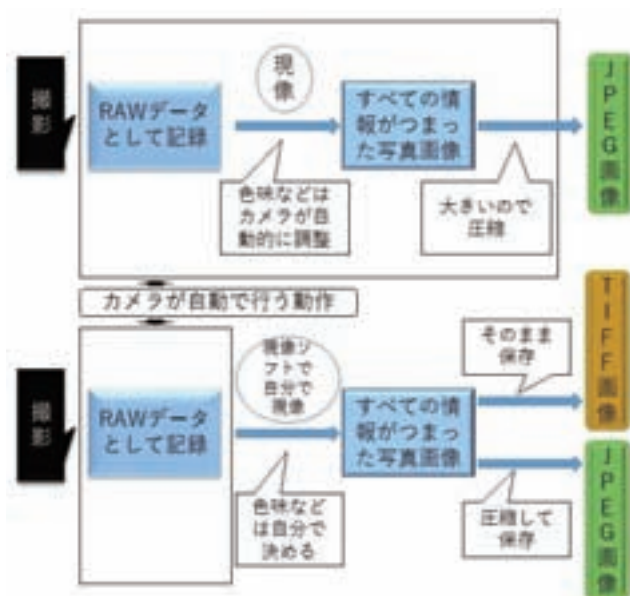 撮影
RAWデータ
として記録
現像
色味などは
カメラが自
動的に調整
すべての情
報がつまっ
た写真画像
大きいので
圧縮
JPEG画像
カメラが自動で行う動作
撮影
RAWデータ
として記録
現像ソ
フトで
自分で
現像
色味など
は自分で
決める
すべての情
報がつまっ
た写真画像
そのまま
保存
TIFF画像
圧縮して
保存
JPEG画像